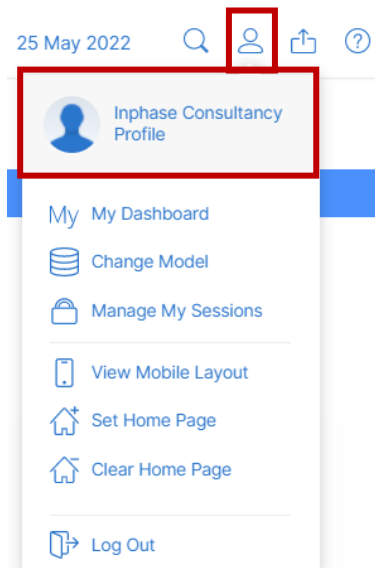 25 May 2022
Inphase Consultancy
Profile
My My Dashboard
Change Model
Manage My Sessions
View Mobile Layout
Set Home Page
Clear Home Page
Log Out